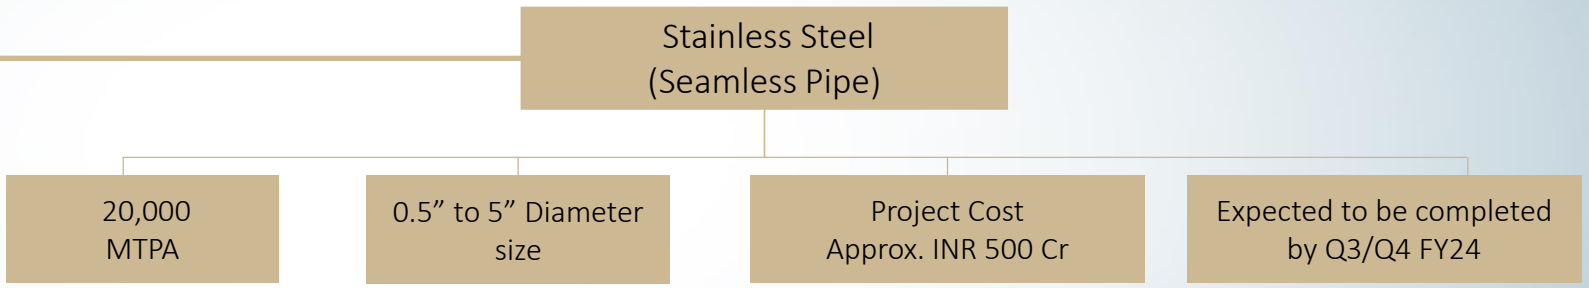 Stainless Steel
(Seamless Pipe)
20,000
MTPA
0.5” to 5” Diameter
size
Project Cost
Approx. INR 500 Cr
Expected to be completed
by Q3/Q4 FY24